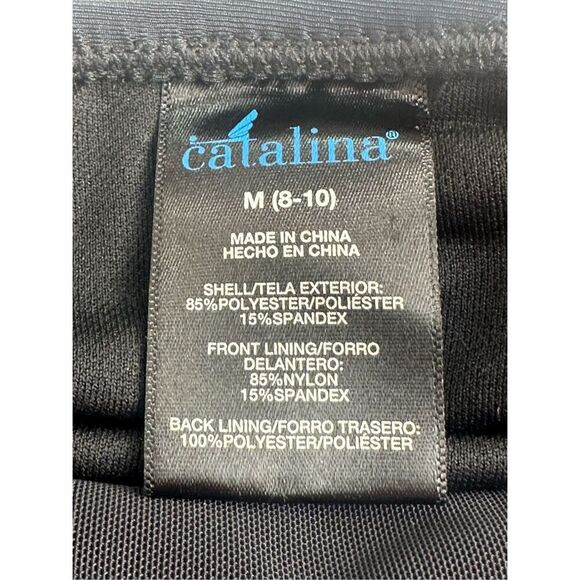 catalina®
M (8-10)
MADE IN CHINA
HECHO EN CHINA
SHELL/TELA EXTERIOR:
85%POLYESTER/POLIÉSTER
15%SPANDEX
FRONT LINING/FORRO
DELANTERO:
85%NYLON
15%SPANDEX
BACK LINING/FORRO TRASERO:
100%POLYESTER/POLIÉSTER